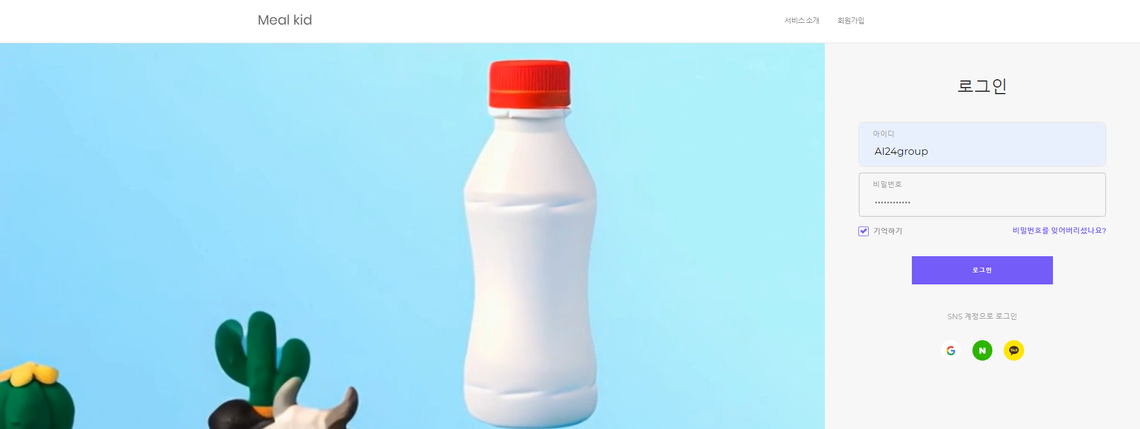 Meal kid
서비스 소개 회원가입
로그인
아이디
AI24group
비밀번호
••••••••••••
기억하기 비밀번호를 잊어버리셨나요?
로그인
SNS 계정으로 로그인
G N TALK